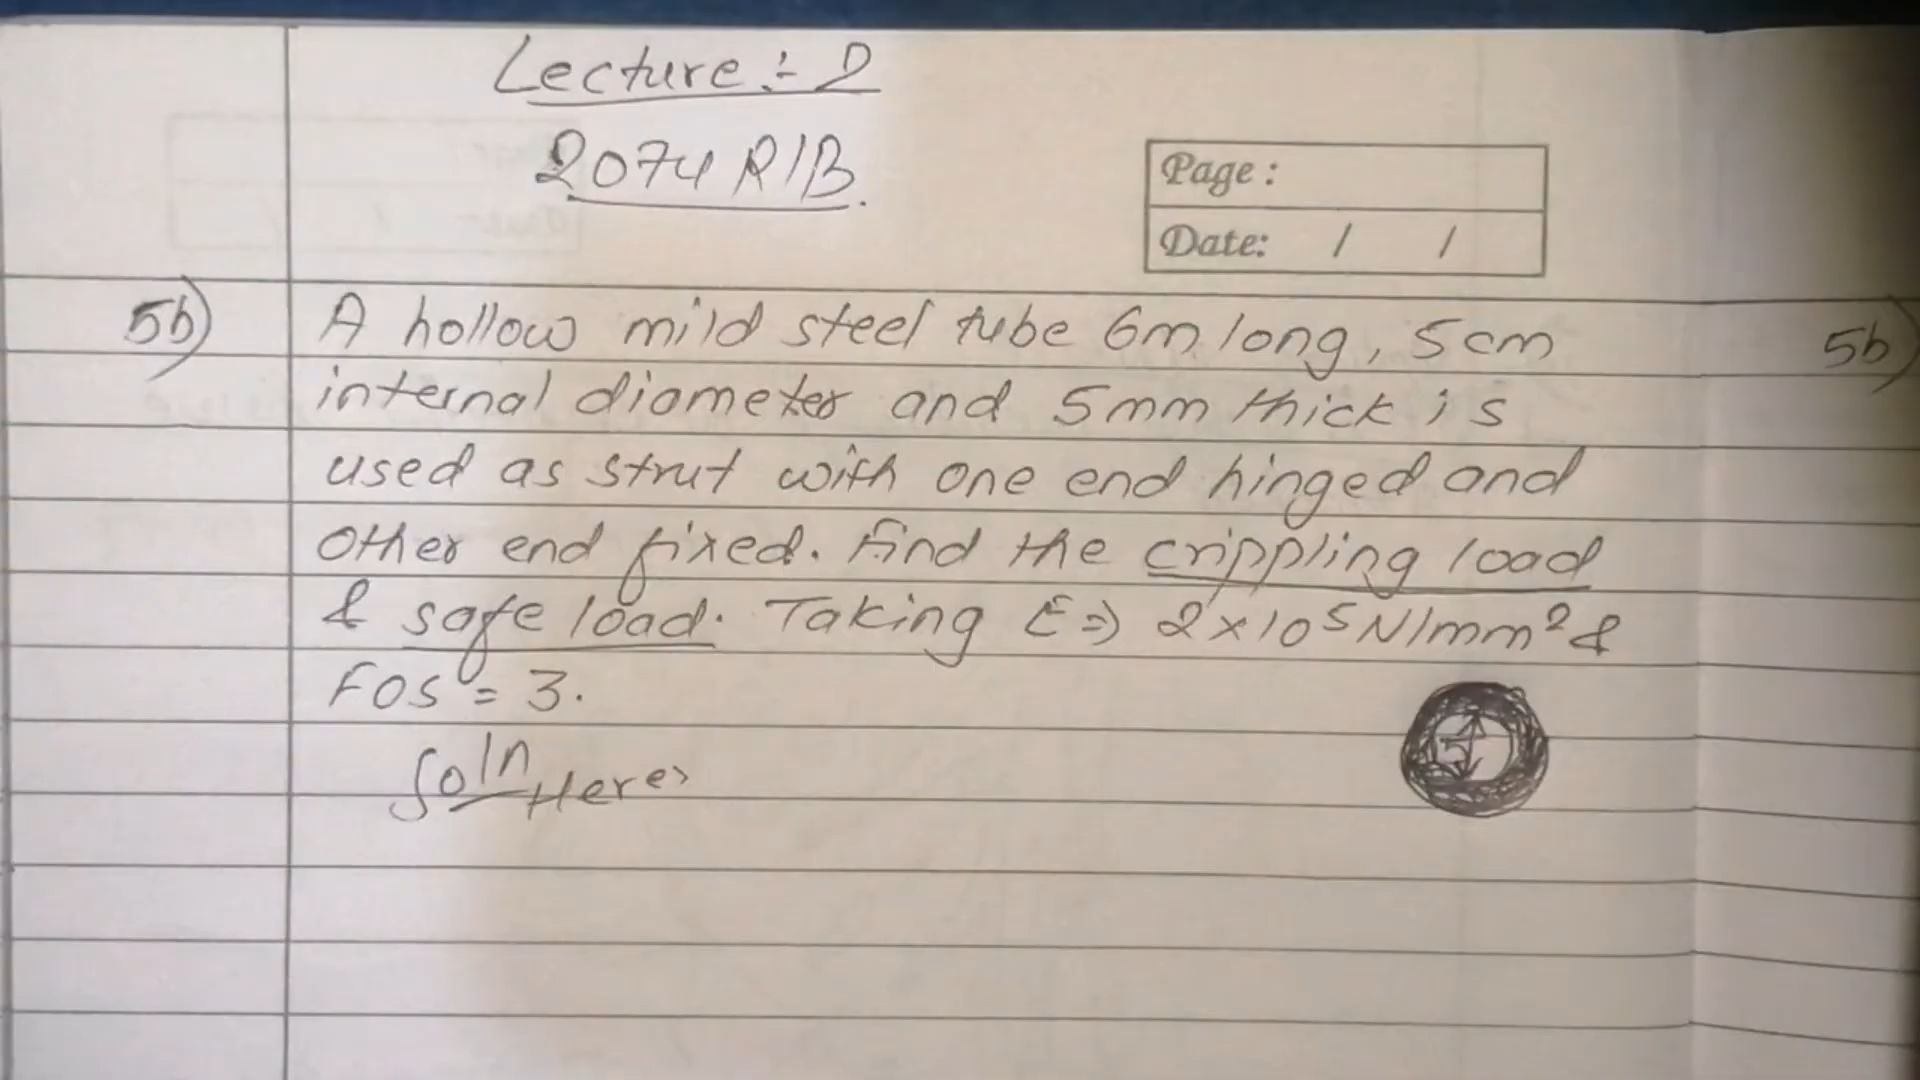 Lecture :- 2
2074 R/B.
Page :
Date: / /
5b) A hollow mild steel tube 6m long, 5cm
internal diameter and 5mm thick is
used as strut with one end hinged and
other end fixed. Find the crippling load
& safe load. Taking E => 2×10⁵ N/mm² &
FOS = 3.
Soln Here,
5
5b)